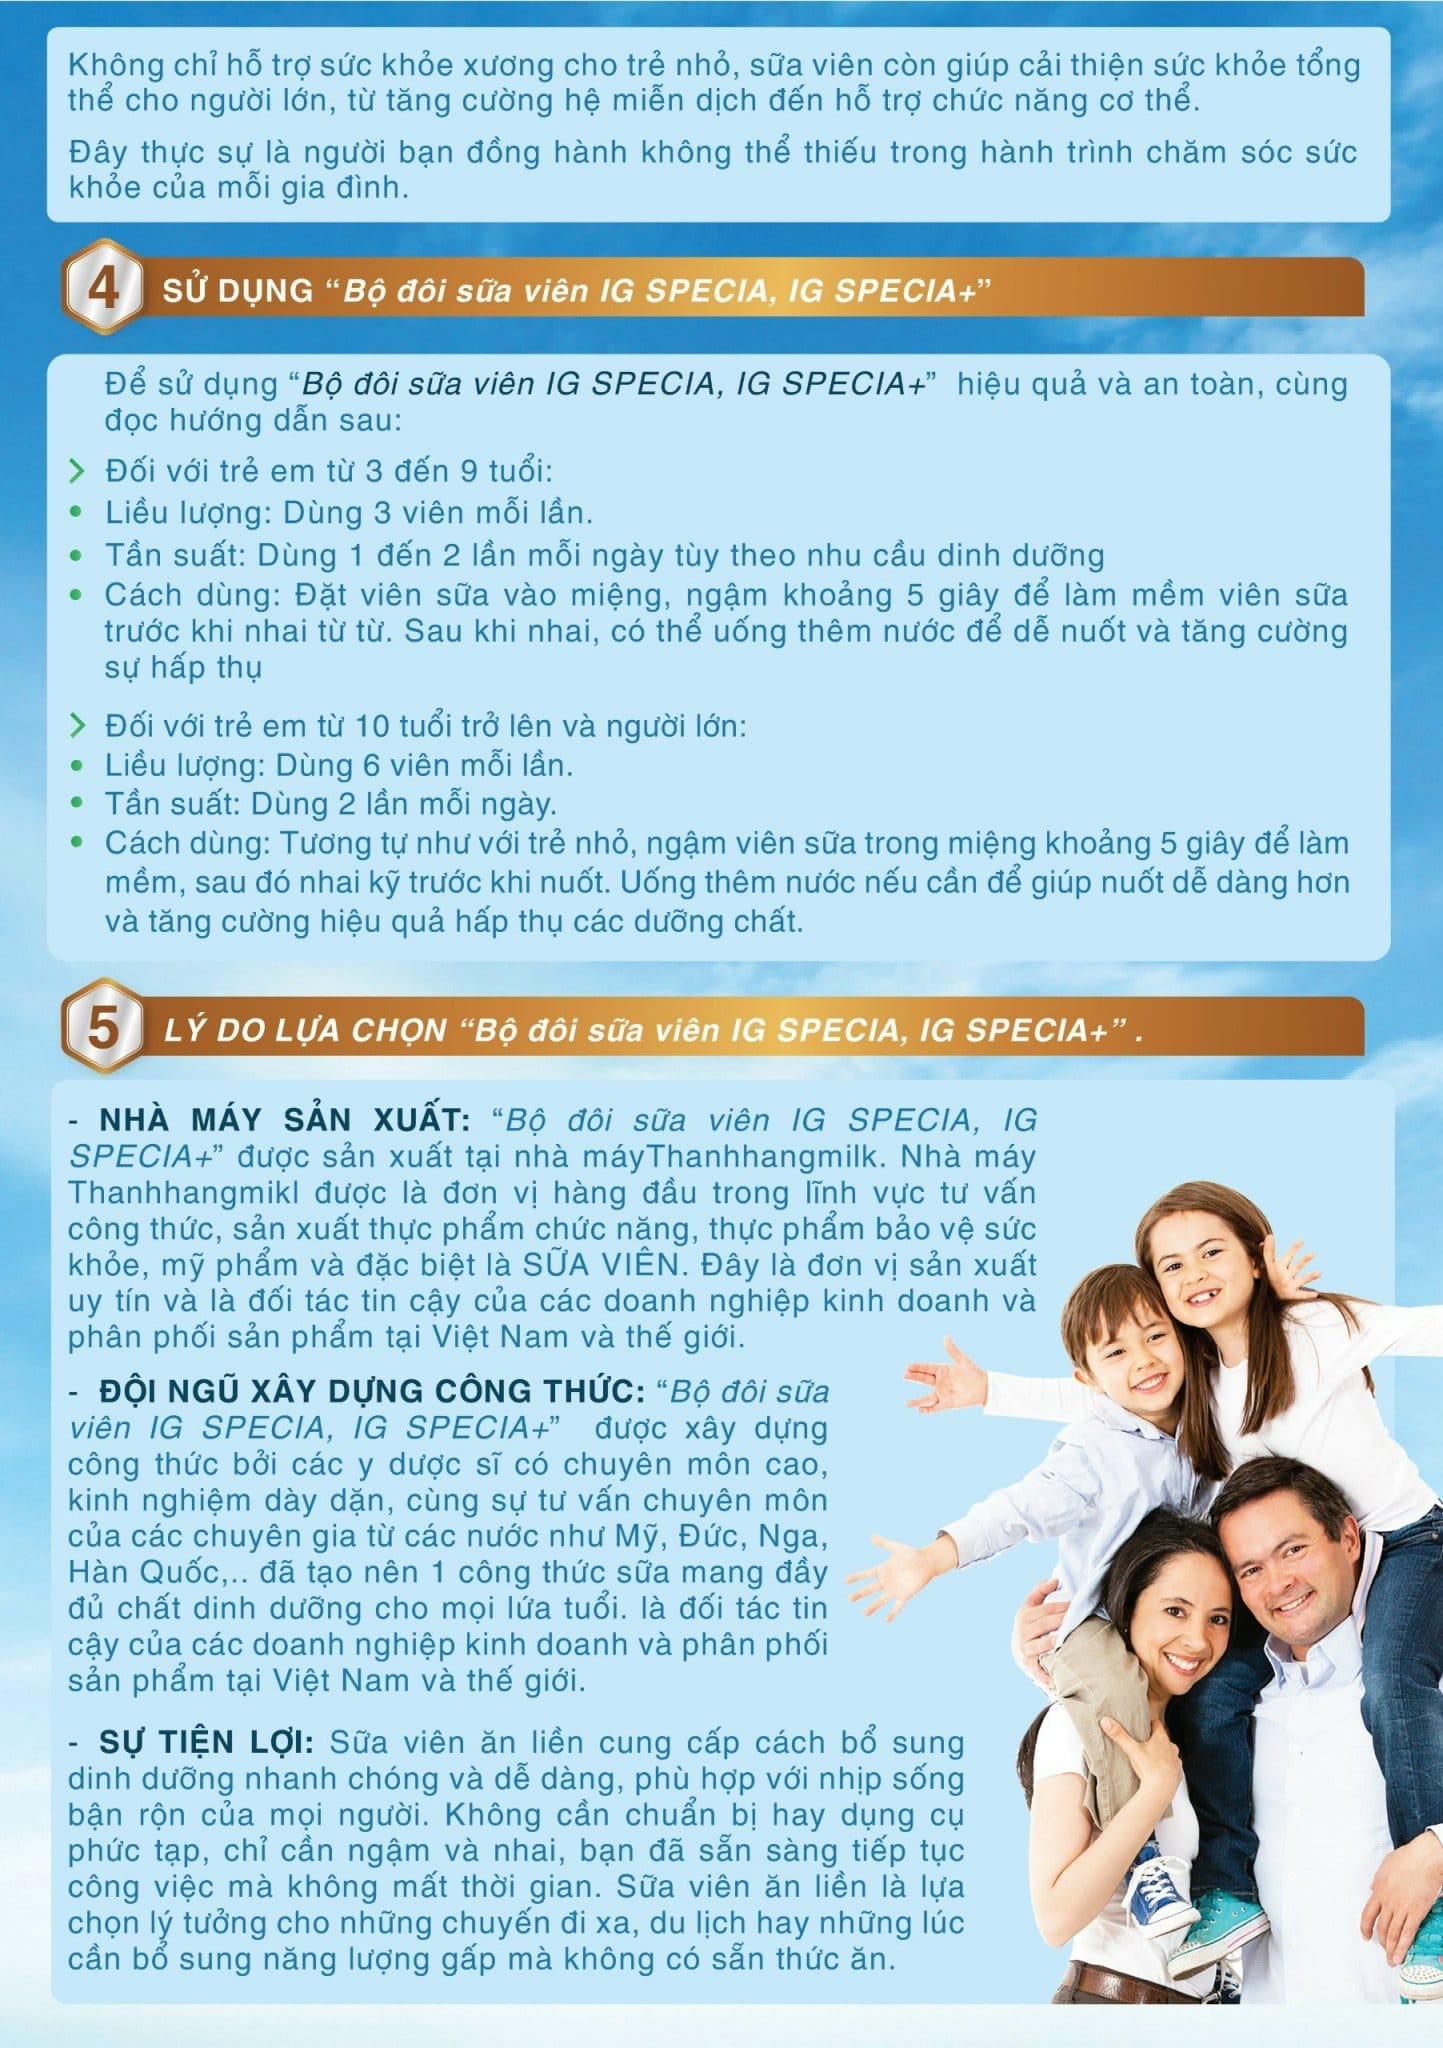 Không chỉ hỗ trợ sức khỏe xương cho trẻ nhỏ, sữa viên còn giúp cải thiện sức khỏe tổng
thể cho người lớn, từ tăng cường hệ miễn dịch đến hỗ trợ chức năng cơ thể.
Đây thực sự là người bạn đồng hành không thể thiếu trong hành trình chăm sóc sức
khỏe của mỗi gia đình.
4 SỬ DỤNG “Bộ đôi sữa viên IG SPECIA, IG SPECIA+”
Để sử dụng “Bộ đôi sữa viên IG SPECIA, IG SPECIA+” hiệu quả và an toàn, cùng
đọc hướng dẫn sau:
> Đối với trẻ em từ 3 đến 9 tuổi:
• Liều lượng: Dùng 3 viên mỗi lần.
• Tần suất: Dùng 1 đến 2 lần mỗi ngày tùy theo nhu cầu dinh dưỡng
• Cách dùng: Đặt viên sữa vào miệng, ngậm khoảng 5 giây để làm mềm viên sữa
trước khi nhai từ từ. Sau khi nhai, có thể uống thêm nước để dễ nuốt và tăng cường
sự hấp thụ
> Đối với trẻ em từ 10 tuổi trở lên và người lớn:
• Liều lượng: Dùng 6 viên mỗi lần.
• Tần suất: Dùng 2 lần mỗi ngày.
• Cách dùng: Tương tự như với trẻ nhỏ, ngậm viên sữa trong miệng khoảng 5 giây để làm
mềm, sau đó nhai kỹ trước khi nuốt. Uống thêm nước nếu cần để giúp nuốt dễ dàng hơn
và tăng cường hiệu quả hấp thụ các dưỡng chất.
5 LÝ DO LỰA CHỌN “Bộ đôi sữa viên IG SPECIA, IG SPECIA+” .
- NHÀ MÁY SẢN XUẤT: “Bộ đôi sữa viên IG SPECIA, IG
SPECIA+” được sản xuất tại nhà máyThanhhangmilk. Nhà máy
Thanhhangmikl được là đơn vị hàng đầu trong lĩnh vực tư vấn
công thức, sản xuất thực phẩm chức năng, thực phẩm bảo vệ sức
khỏe, mỹ phẩm và đặc biệt là SỮA VIÊN. Đây là đơn vị sản xuất
uy tín và là đối tác tin cậy của các doanh nghiệp kinh doanh và
phân phối sản phẩm tại Việt Nam và thế giới.
- ĐỘI NGŨ XÂY DỰNG CÔNG THỨC: “Bộ đôi sữa
viên IG SPECIA, IG SPECIA+” được xây dựng
công thức bởi các y dược sĩ có chuyên môn cao,
kinh nghiệm dày dặn, cùng sự tư vấn chuyên môn
của các chuyên gia từ các nước như Mỹ, Đức, Nga,
Hàn Quốc,.. đã tạo nên 1 công thức sữa mang đầy
đủ chất dinh dưỡng cho mọi lứa tuổi. là đối tác tin
cậy của các doanh nghiệp kinh doanh và phân phối
sản phẩm tại Việt Nam và thế giới.
- SỰ TIỆN LỢI: Sữa viên ăn liền cung cấp cách bổ sung
dinh dưỡng nhanh chóng và dễ dàng, phù hợp với nhịp sống
bận rộn của mọi người. Không cần chuẩn bị hay dụng cụ
phức tạp, chỉ cần ngậm và nhai, bạn đã sẵn sàng tiếp tục
công việc mà không mất thời gian. Sữa viên ăn liền là lựa
chọn lý tưởng cho những chuyến đi xa, du lịch hay những lúc
cần bổ sung năng lượng gấp mà không có sẵn thức ăn.